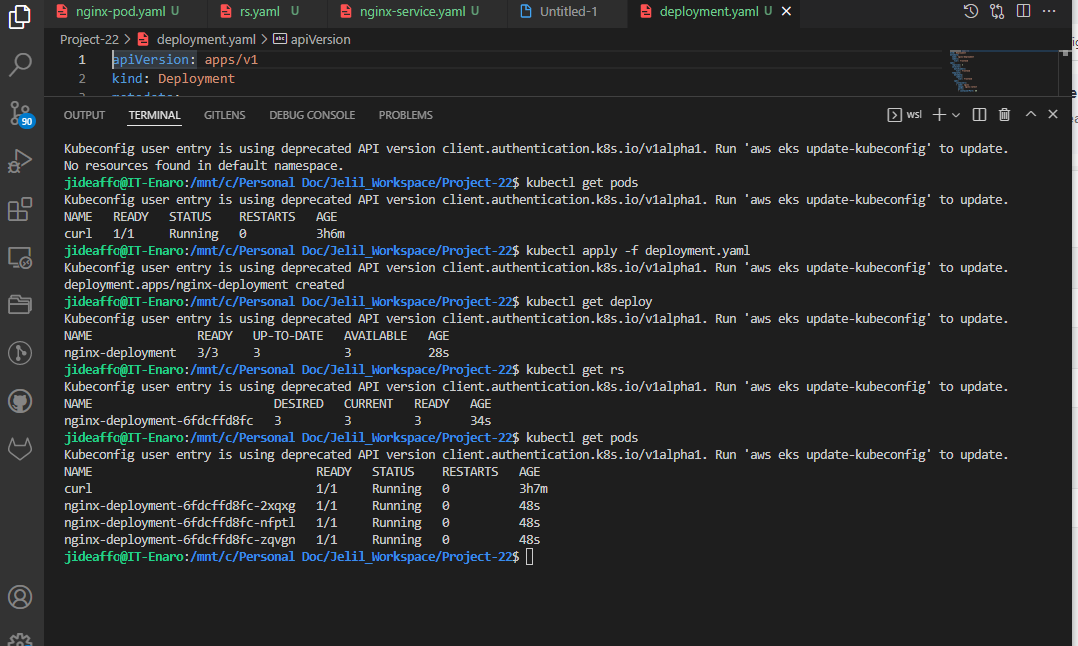 nginx-pod.yaml U rs.yaml U nginx-service.yaml U Untitled-1 deployment.yaml U
Project-22 > deployment.yaml > apiVersion
1 apiVersion: apps/v1
2 kind: Deployment
90
OUTPUT TERMINAL GITLENS DEBUG CONSOLE PROBLEMS wsl
Kubeconfig user entry is using deprecated API version client.authentication.k8s.io/v1alpha1. Run 'aws eks update-kubeconfig' to update.
No resources found in default namespace.
jideaffo@IT-Enaro:/mnt/c/Personal Doc/Jelil_Workspace/Project-22$ kubectl get pods
Kubeconfig user entry is using deprecated API version client.authentication.k8s.io/v1alpha1. Run 'aws eks update-kubeconfig' to update.
NAME READY STATUS RESTARTS AGE
curl 1/1 Running 0 3h6m
jideaffo@IT-Enaro:/mnt/c/Personal Doc/Jelil_Workspace/Project-22$ kubectl apply -f deployment.yaml
Kubeconfig user entry is using deprecated API version client.authentication.k8s.io/v1alpha1. Run 'aws eks update-kubeconfig' to update.
deployment.apps/nginx-deployment created
jideaffo@IT-Enaro:/mnt/c/Personal Doc/Jelil_Workspace/Project-22$ kubectl get deploy
Kubeconfig user entry is using deprecated API version client.authentication.k8s.io/v1alpha1. Run 'aws eks update-kubeconfig' to update.
NAME READY UP-TO-DATE AVAILABLE AGE
nginx-deployment 3/3 3 3 28s
jideaffo@IT-Enaro:/mnt/c/Personal Doc/Jelil_Workspace/Project-22$ kubectl get rs
Kubeconfig user entry is using deprecated API version client.authentication.k8s.io/v1alpha1. Run 'aws eks update-kubeconfig' to update.
NAME DESIRED CURRENT READY AGE
nginx-deployment-6fdcffd8fc 3 3 3 34s
jideaffo@IT-Enaro:/mnt/c/Personal Doc/Jelil_Workspace/Project-22$ kubectl get pods
Kubeconfig user entry is using deprecated API version client.authentication.k8s.io/v1alpha1. Run 'aws eks update-kubeconfig' to update.
NAME READY STATUS RESTARTS AGE
curl 1/1 Running 0 3h7m
nginx-deployment-6fdcffd8fc-2xqxg 1/1 Running 0 48s
nginx-deployment-6fdcffd8fc-nfptl 1/1 Running 0 48s
nginx-deployment-6fdcffd8fc-zqvgn 1/1 Running 0 48s
jideaffo@IT-Enaro:/mnt/c/Personal Doc/Jelil_Workspace/Project-22$